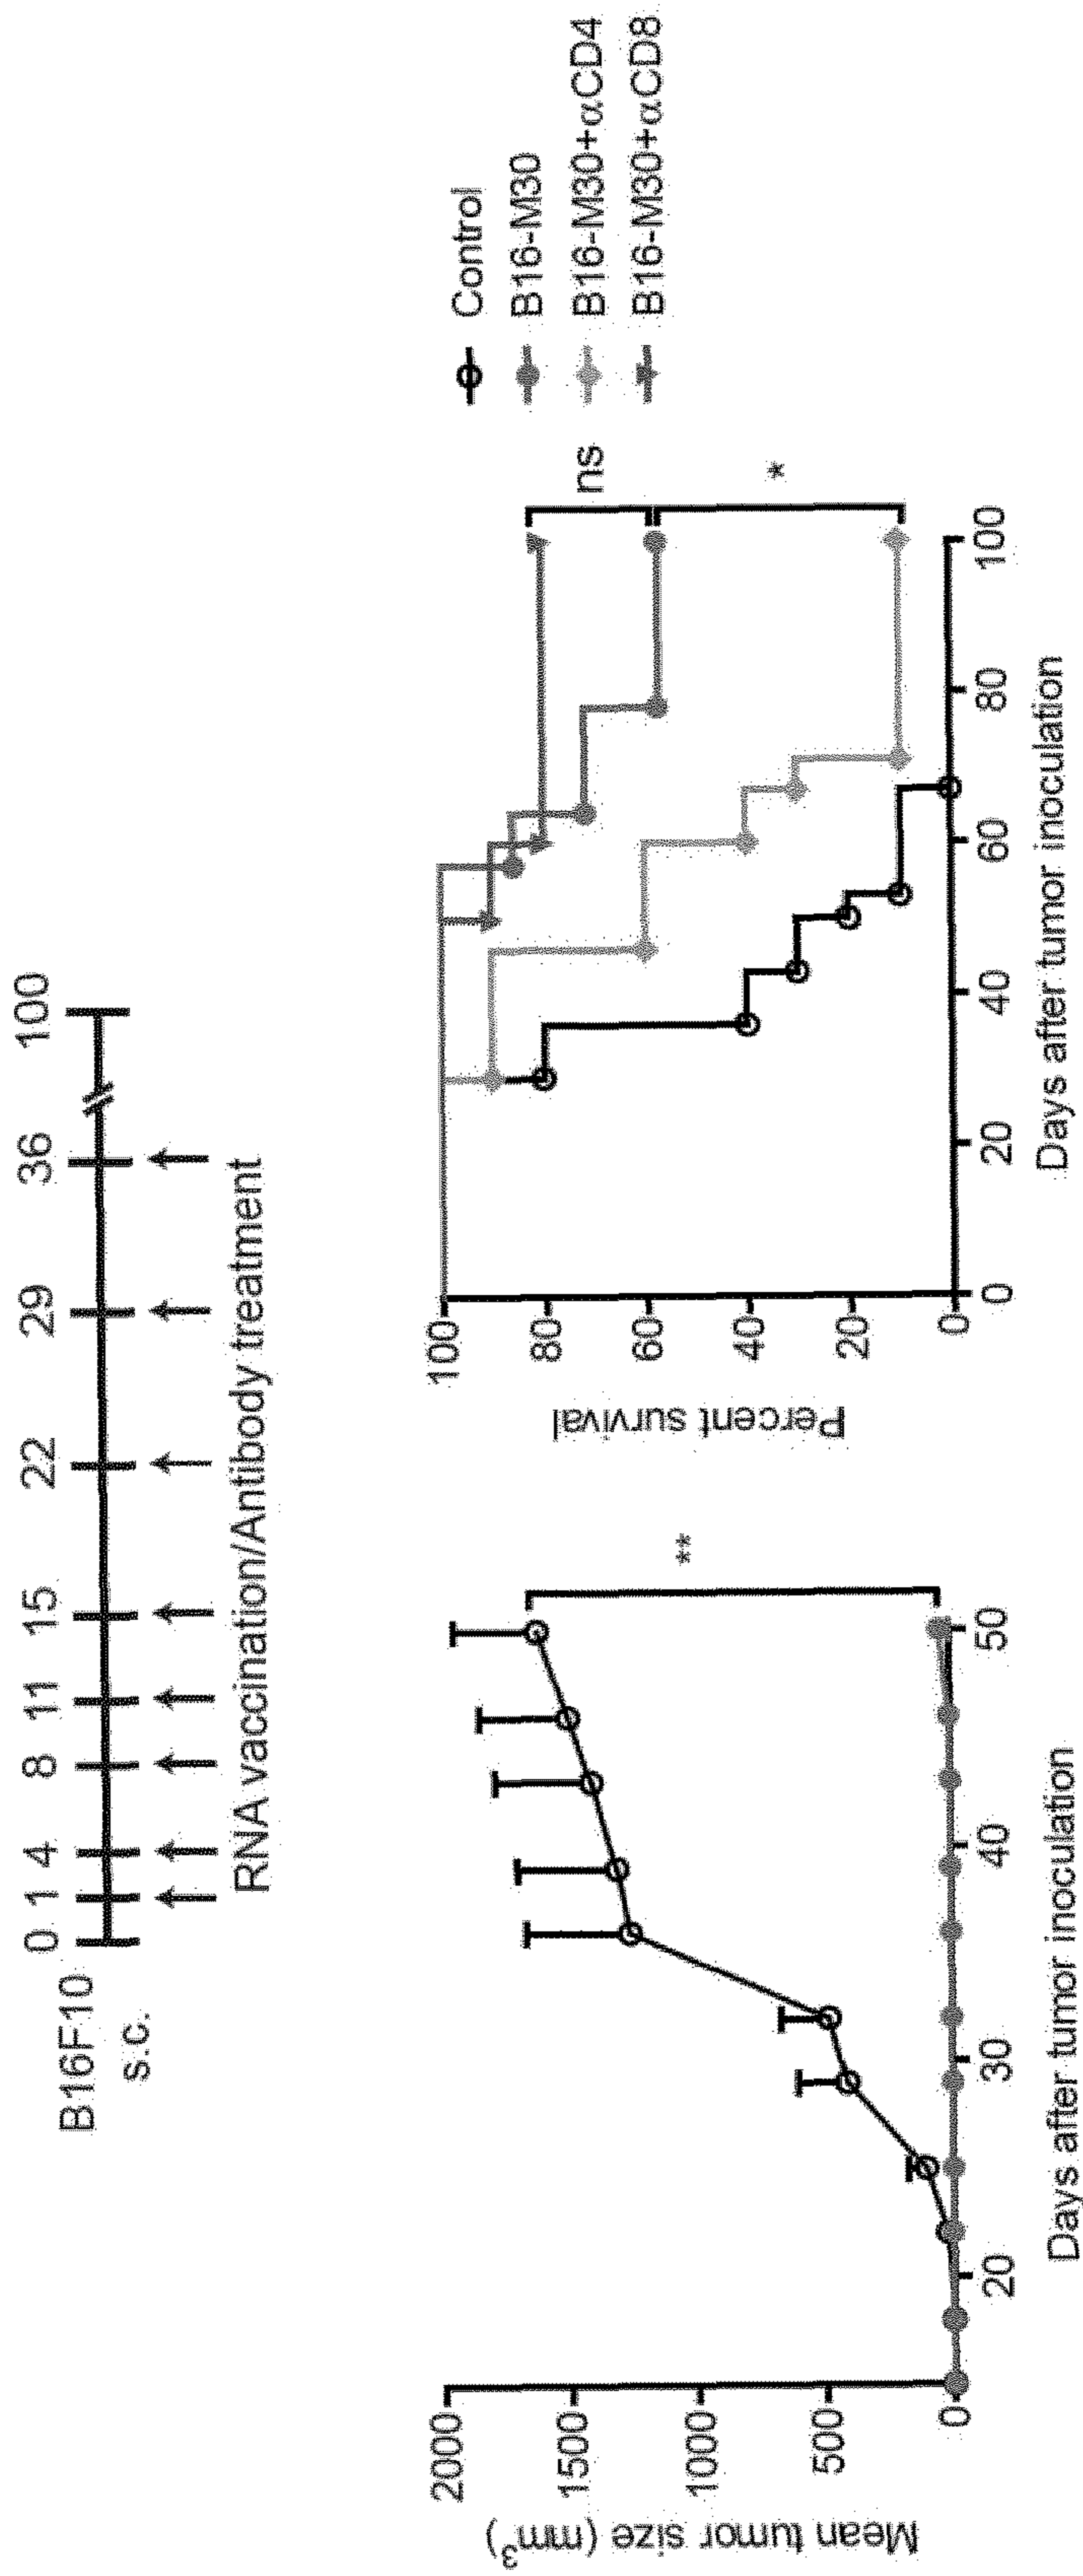 0 1 4 8 11 15 22 29 36 100
B16F10
s.c.
RNA vaccination/Antibody treatment
Mean tumor size (mm³)
2000
1500
1000
500
0
20 30 40 50
Days after tumor inoculation
**
Percent survival
100
80
60
40
20
0
0 20 40 60 80 100
Days after tumor inoculation
ns
*
Control
B16-M30
B16-M30+αCD4
B16-M30+αCD8